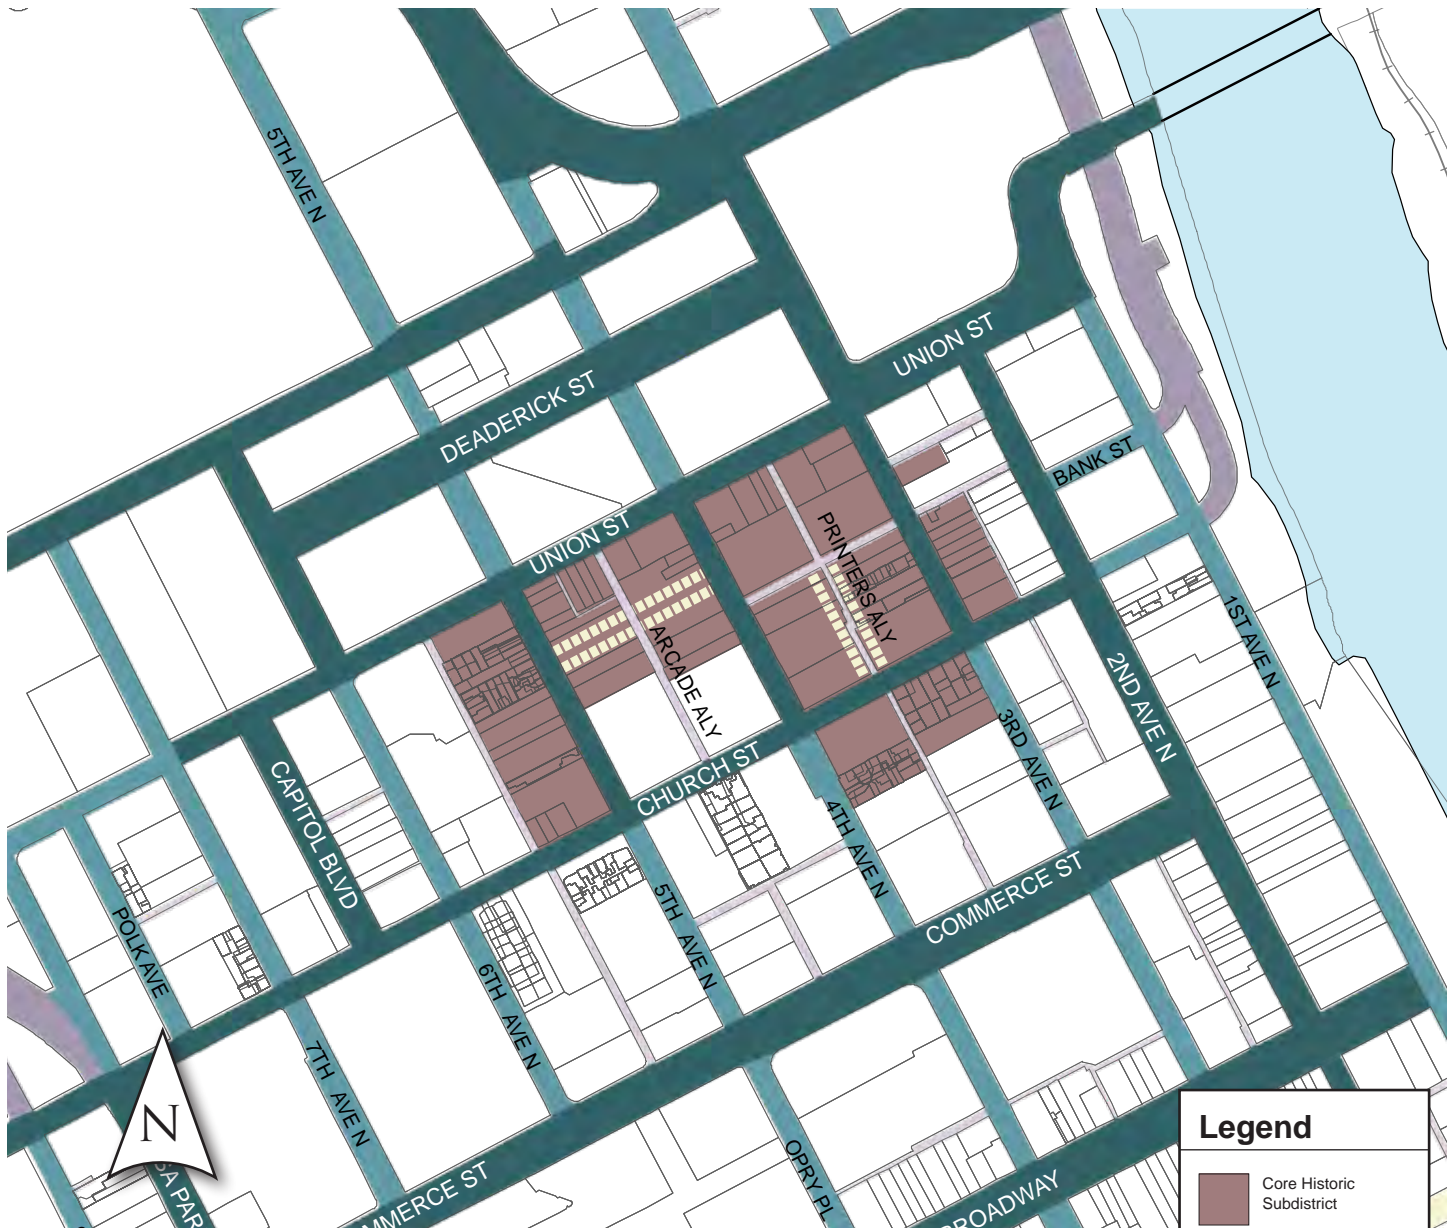 5TH AVE N
UNION ST
DEADERICK ST
BANK ST
UNION ST
PRINTERS ALY
1ST AVE N
ARCADE ALY
2ND AVE N
3RD AVE N
CHURCH ST
CAPITOL BLVD
4TH AVE N
5TH AVE N
COMMERCE ST
POLK AVE
6TH AVE N
7TH AVE N
N
OPRY PL
SA PAR
MMERCE ST
BROADWAY
Legend
Core Historic
Subdistrict